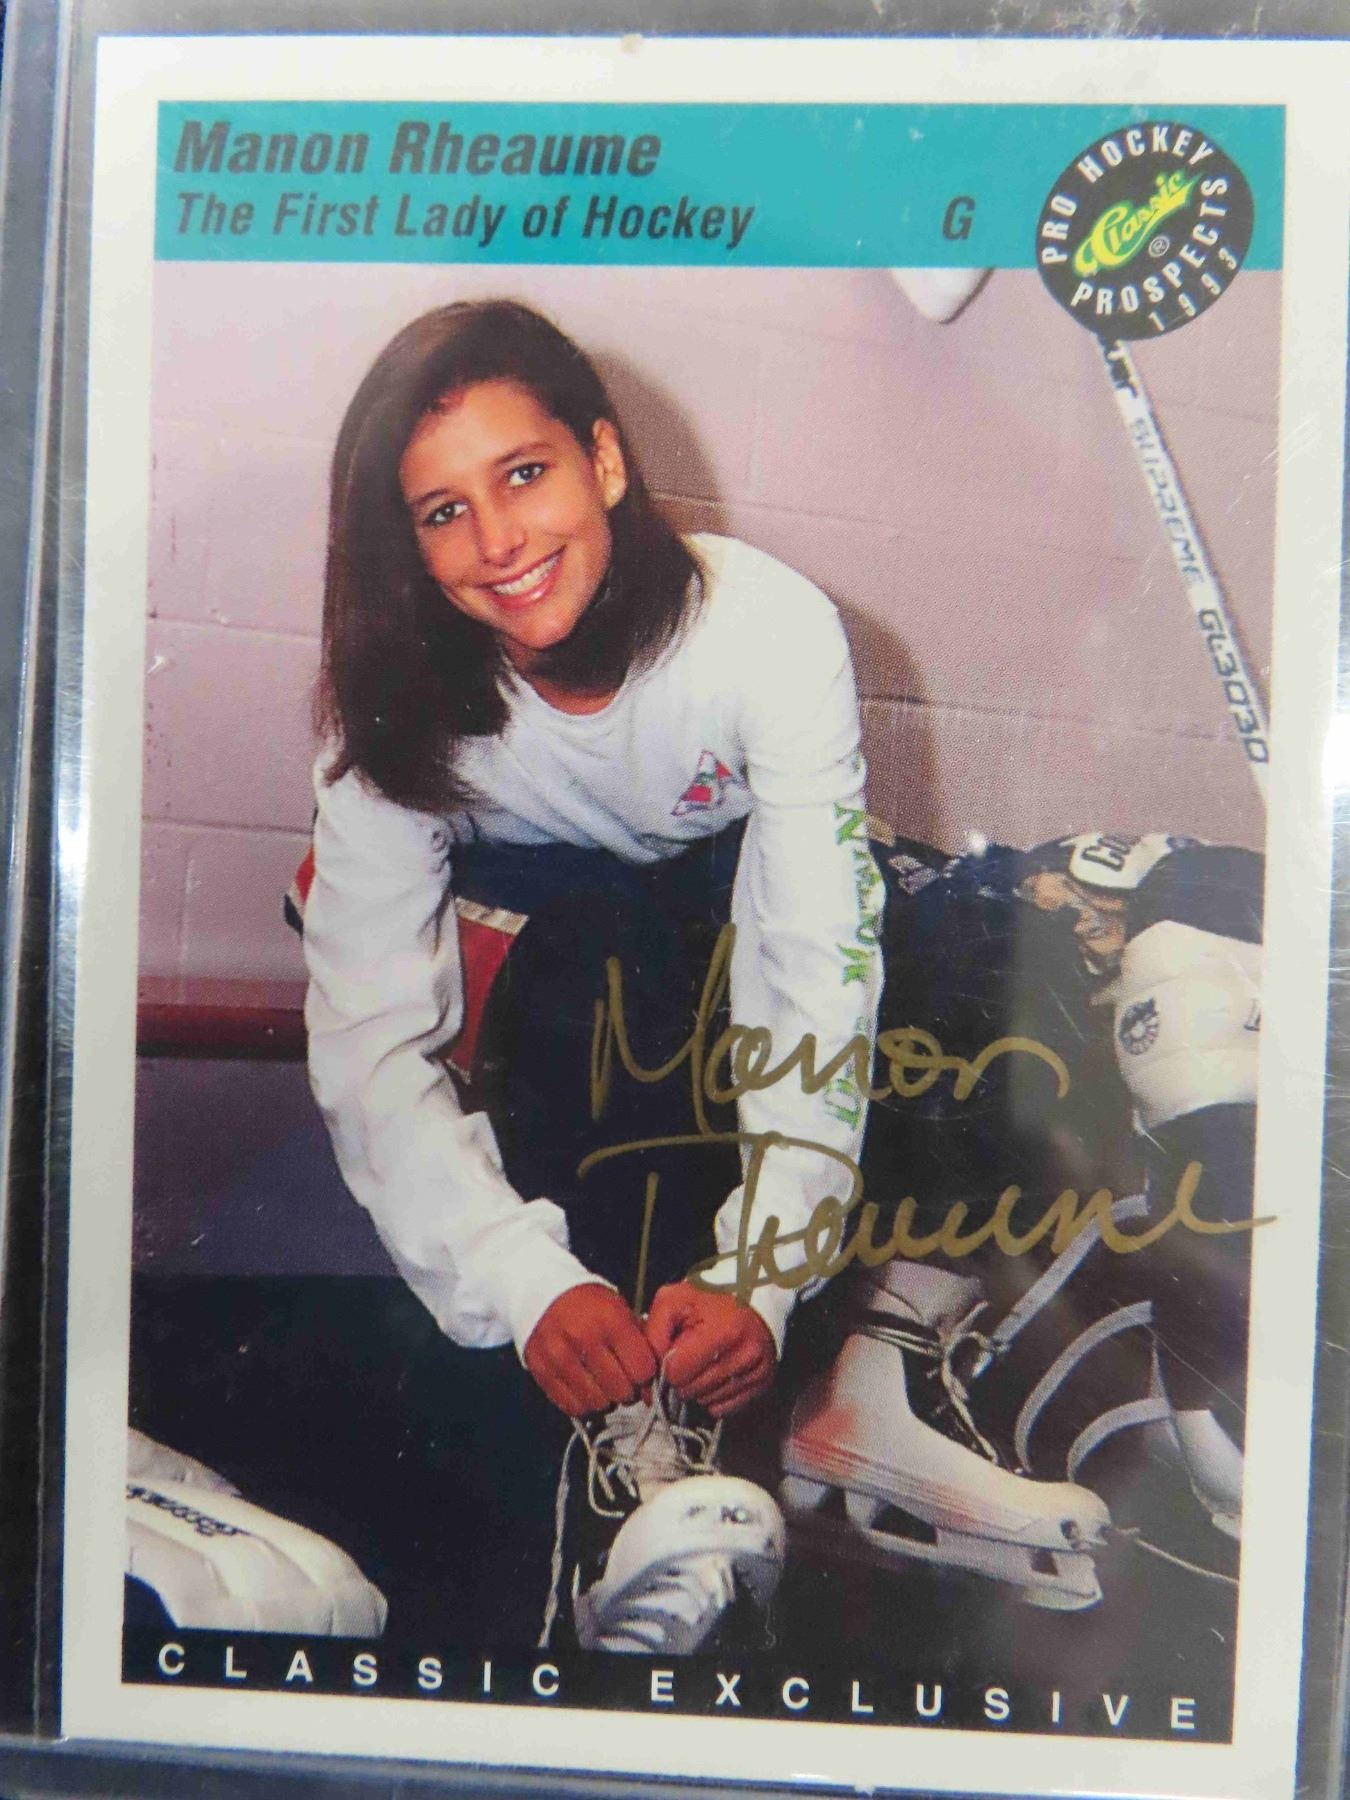 Manon Rheaume
The First Lady of Hockey G
PRO HOCKEY
Classic ®
PROSPECTS
1993
SUPREME GL3030
Manon
Rheaume
CLASSIC EXCLUSIVE